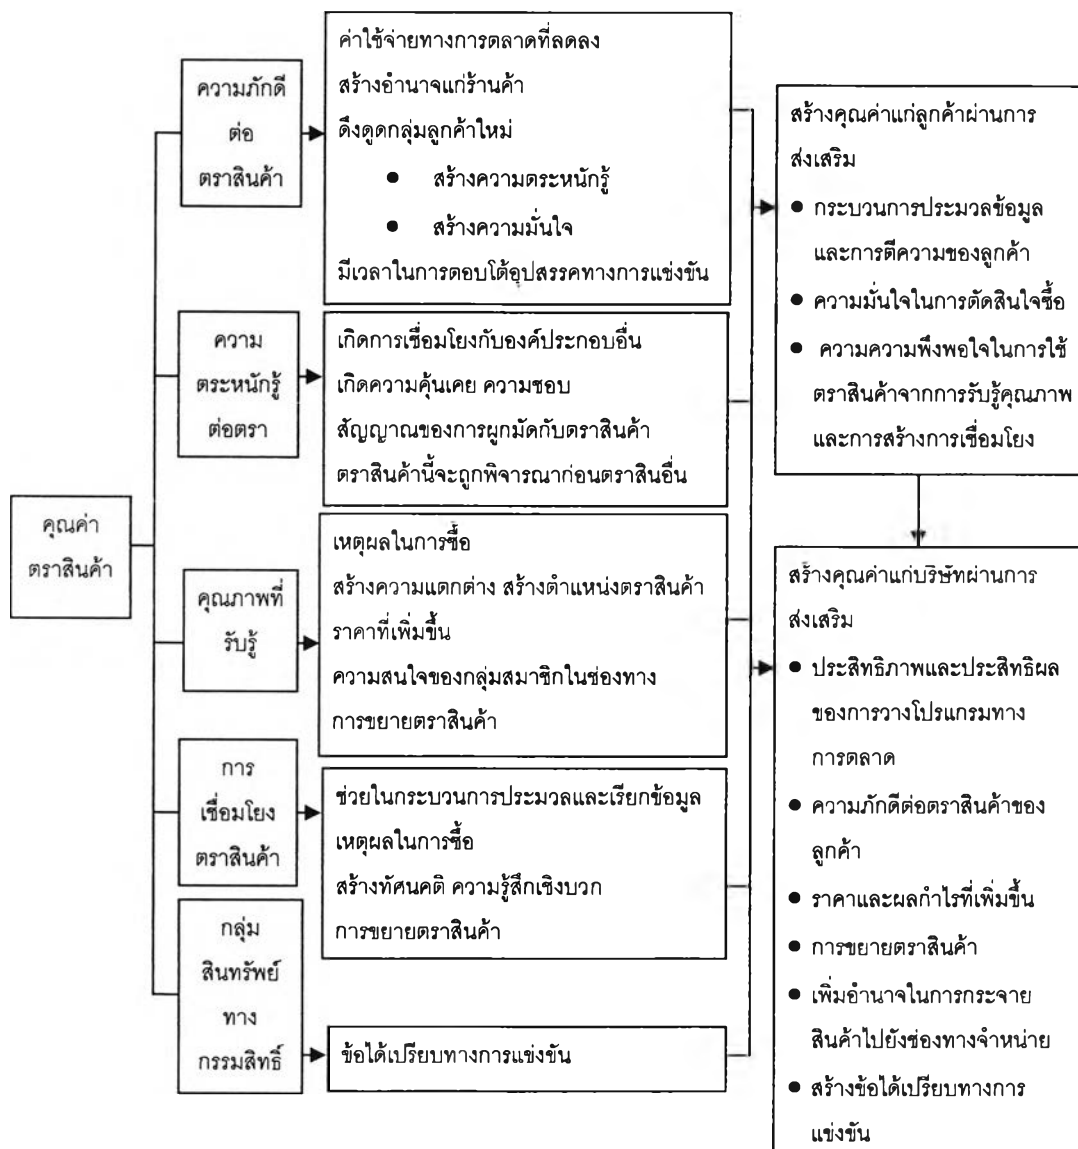 คุณค่า
ตราสินค้า
ความภักดี
ต่อ
ตราสินค้า
ค่าใช้จ่ายทางการตลาดที่ลดลง
สร้างอำนาจแก่ร้านค้า
ดึงดูดกลุ่มลูกค้าใหม่
● สร้างความตระหนักรู้
● สร้างความมั่นใจ
มีเวลาในการตอบโต้อุปสรรคทางการแข่งขัน
ความ
ตระหนักรู้
ต่อตรา
เกิดการเชื่อมโยงกับองค์ประกอบอื่น
เกิดความคุ้นเคย ความชอบ
สัญญาณของการผูกมัดกับตราสินค้า
ตราสินค้านี้จะถูกพิจารณาก่อนตราสินอื่น
คุณภาพที่
รับรู้
เหตุผลในการซื้อ
สร้างความแตกต่าง สร้างตำแหน่งตราสินค้า
ราคาที่เพิ่มขึ้น
ความสนใจของกลุ่มสมาชิกในช่องทาง
การขยายตราสินค้า
การ
เชื่อมโยง
ตราสินค้า
ช่วยในกระบวนการประมวลและเรียกข้อมูล
เหตุผลในการซื้อ
สร้างทัศนคติ ความรู้สึกเชิงบวก
การขยายตราสินค้า
กลุ่ม
สินทรัพย์
ทาง
กรรมสิทธิ์
ข้อได้เปรียบทางการแข่งขัน
สร้างคุณค่าแก่ลูกค้าผ่านการ
ส่งเสริม
● กระบวนการประมวลข้อมูล
และการตีความของลูกค้า
● ความมั่นใจในการตัดสินใจซื้อ
● ความความพึงพอใจในการใช้
ตราสินค้าจากการรับรู้คุณภาพ
และการสร้างการเชื่อมโยง
สร้างคุณค่าแก่บริษัทผ่านการ
ส่งเสริม
● ประสิทธิภาพและประสิทธิผล
ของการวางโปรแกรมทาง
การตลาด
● ความภักดีต่อตราสินค้าของ
ลูกค้า
● ราคาและผลกำไรที่เพิ่มขึ้น
● การขยายตราสินค้า
● เพิ่มอำนาจในการกระจาย
สินค้าไปยังช่องทางจำหน่าย
● สร้างข้อได้เปรียบทางการ
แข่งขัน